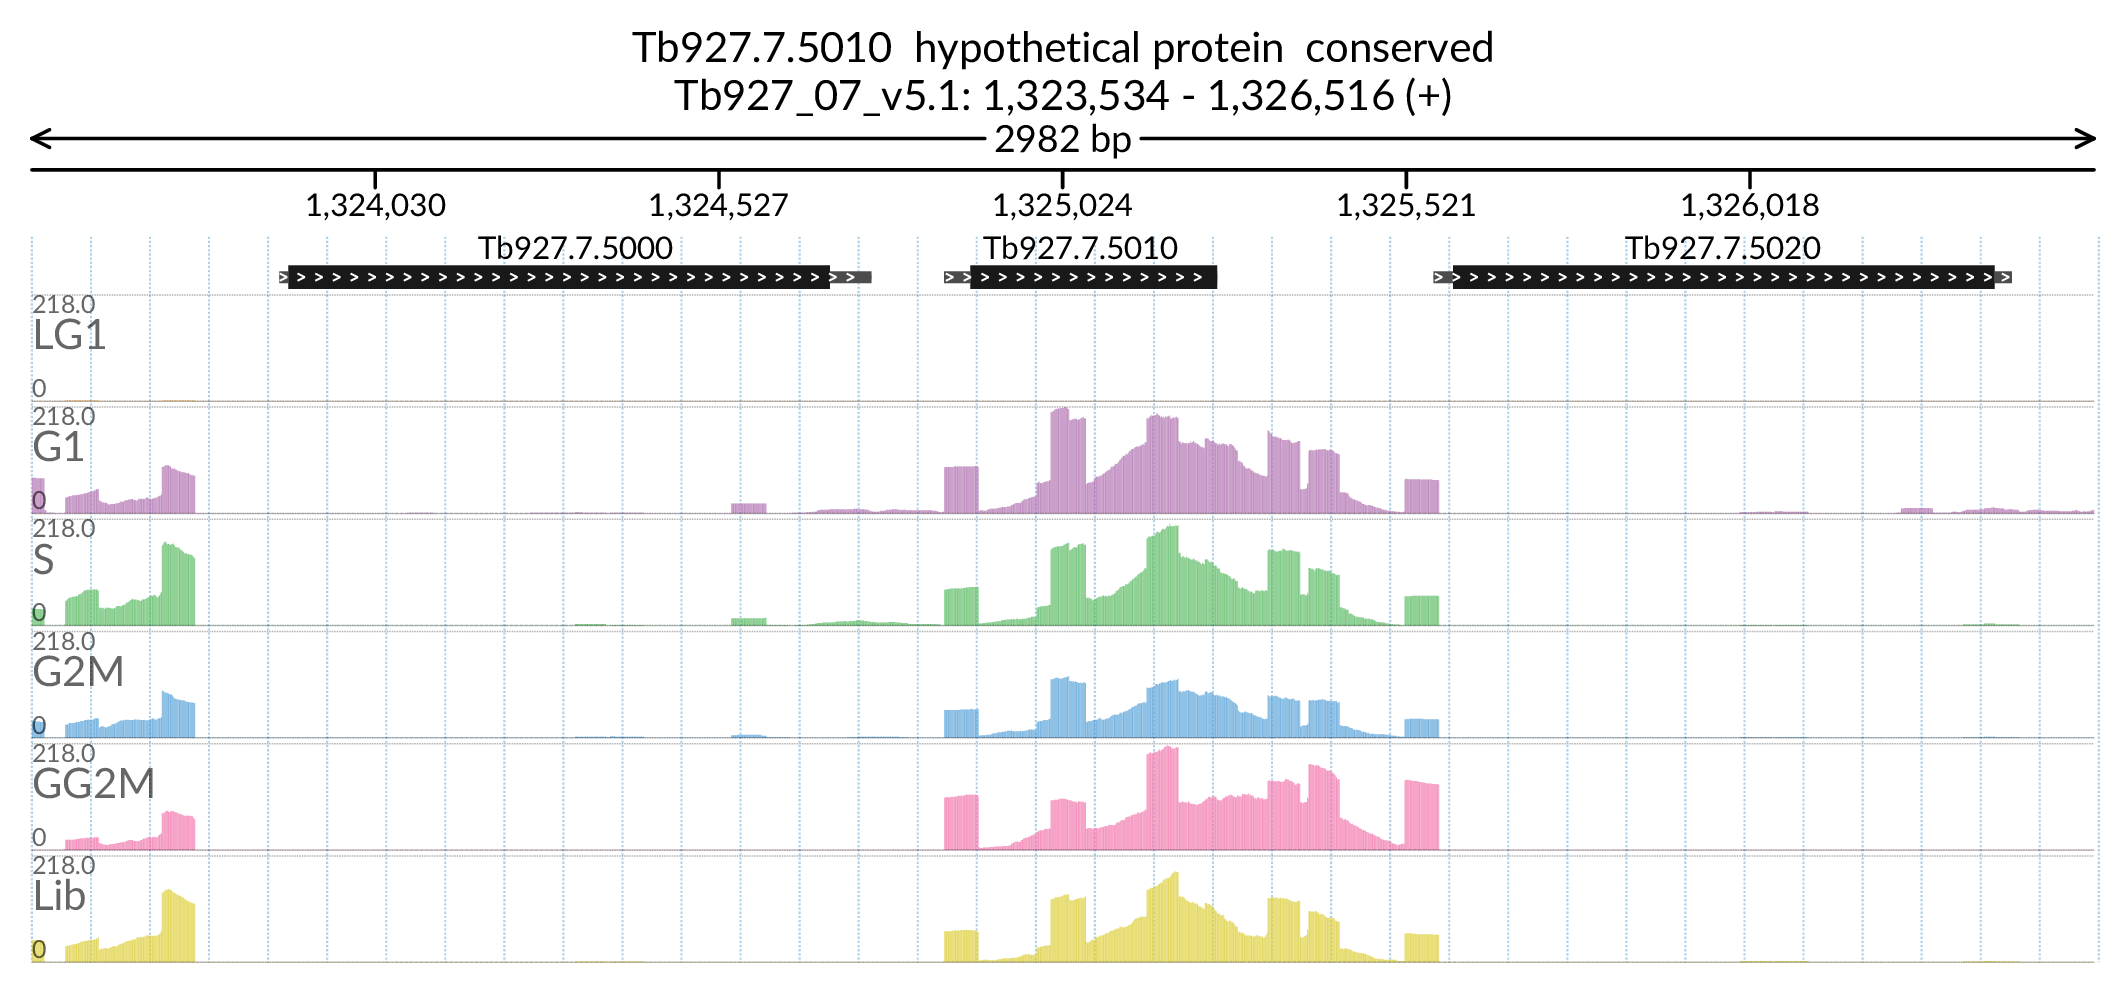 Tb927.7.5010  hypothetical protein  conserved
Tb927_07_v5.1: 1,323,534 - 1,326,516 (+)
2982 bp
1,324,030 1,324,527 1,325,024 1,325,521 1,326,018
Tb927.7.5000 Tb927.7.5010 Tb927.7.5020
218.0
LG1
0
218.0
G1
0
218.0
S
0
218.0
G2M
0
218.0
GG2M
0
218.0
Lib
0